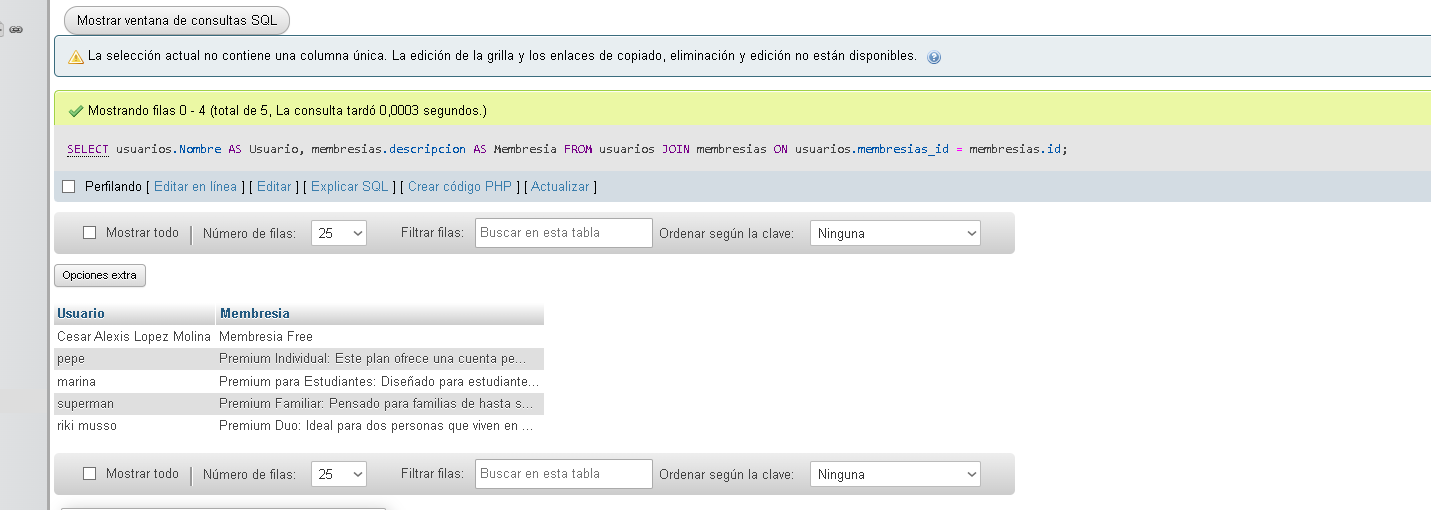 Mostrar ventana de consultas SQL
La selección actual no contiene una columna única. La edición de la grilla y los enlaces de copiado, eliminación y edición no están disponibles.
Mostrando filas 0 - 4 (total de 5, La consulta tardó 0,0003 segundos.)
SELECT usuarios.Nombre AS Usuario, membresias.descripcion AS Membresia FROM usuarios JOIN membresias ON usuarios.membresias_id = membresias.id;
Perfilando [ Editar en línea ] [ Editar ] [ Explicar SQL ] [ Crear código PHP ] [ Actualizar ]
Mostrar todo | Número de filas: 25 Filtrar filas: Buscar en esta tabla Ordenar según la clave: Ninguna
Opciones extra
Usuario Membresia
Cesar Alexis Lopez Molina Membresia Free
pepe Premium Individual: Este plan ofrece una cuenta pe...
marina Premium para Estudiantes: Diseñado para estudiante...
superman Premium Familiar: Pensado para familias de hasta s...
riki musso Premium Duo: Ideal para dos personas que viven en ...
Mostrar todo | Número de filas: 25 Filtrar filas: Buscar en esta tabla Ordenar según la clave: Ninguna